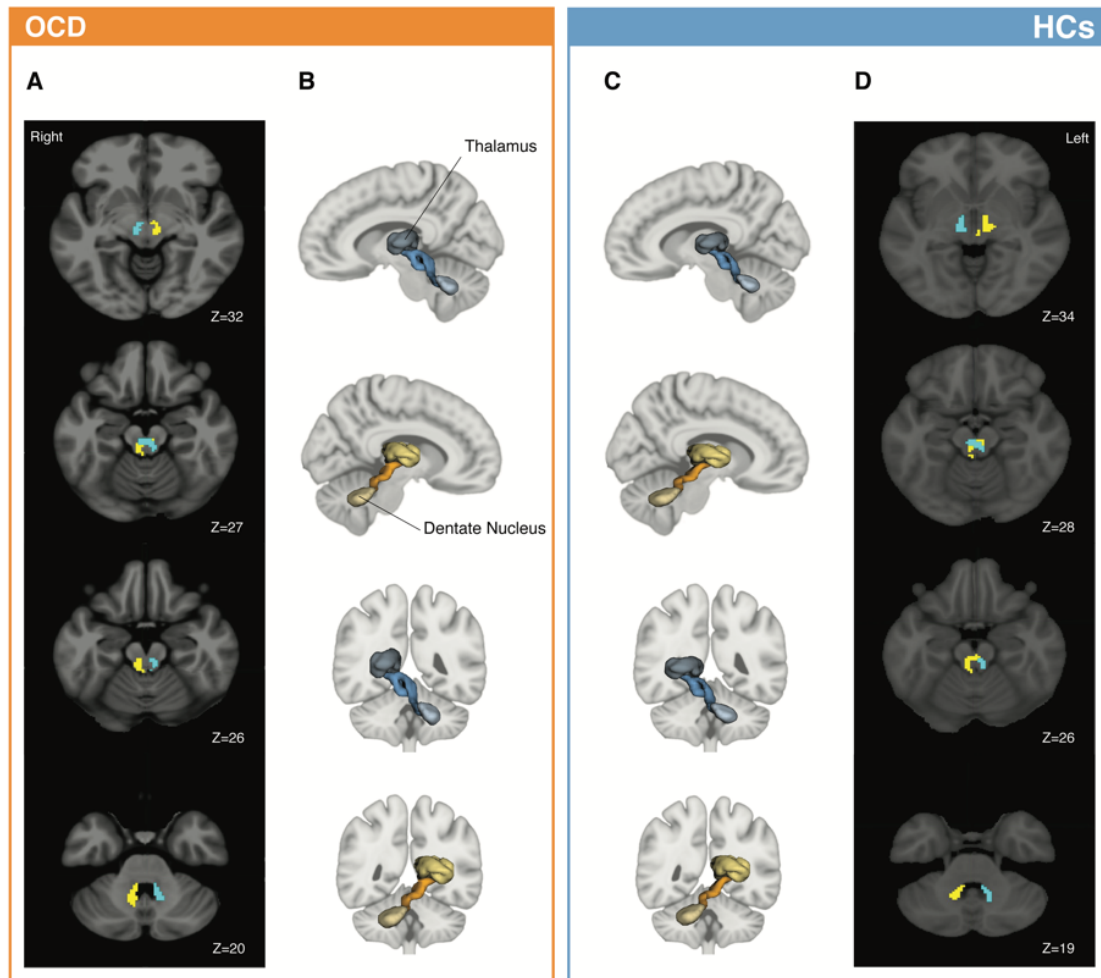 OCD
HCs
A
B
C
D
Right
Left
Thalamus
Z=32
Z=34
Z=27
Z=28
Dentate Nucleus
Z=26
Z=26
Z=20
Z=19